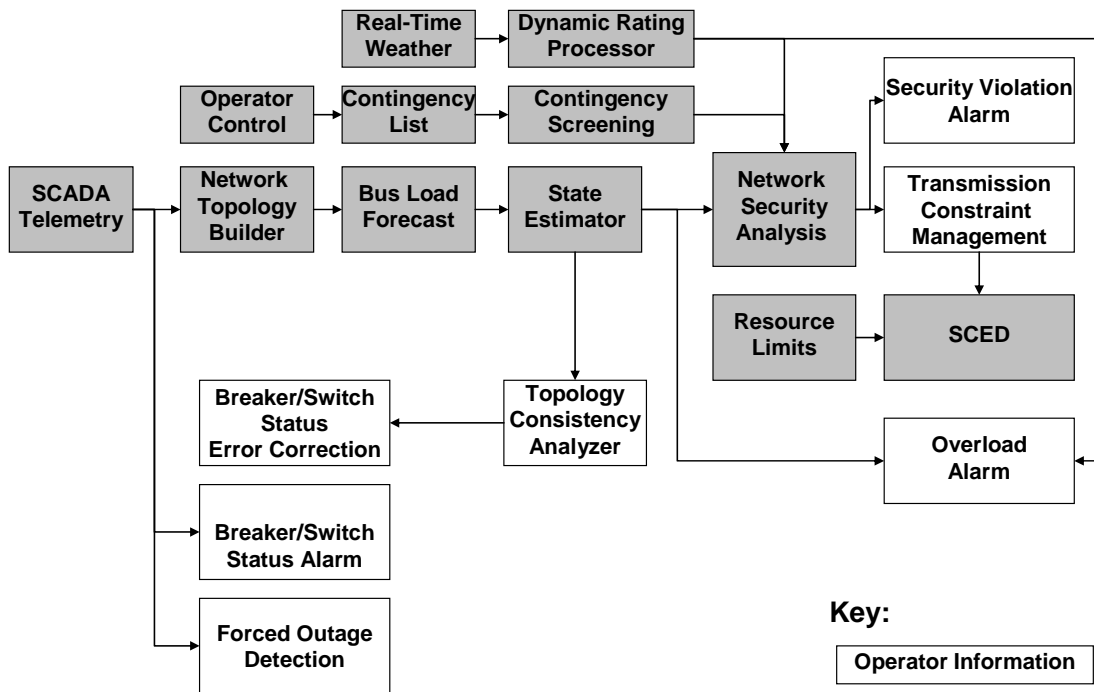 Real-Time
Weather
Dynamic Rating
Processor
Operator
Control
Contingency
List
Contingency
Screening
Security Violation
Alarm
SCADA
Telemetry
Network
Topology
Builder
Bus Load
Forecast
State
Estimator
Network
Security
Analysis
Transmission
Constraint
Management
Resource
Limits
SCED
Breaker/Switch
Status
Error Correction
Topology
Consistency
Analyzer
Overload
Alarm
Breaker/Switch
Status Alarm
Forced Outage
Detection
Key:
Operator Information